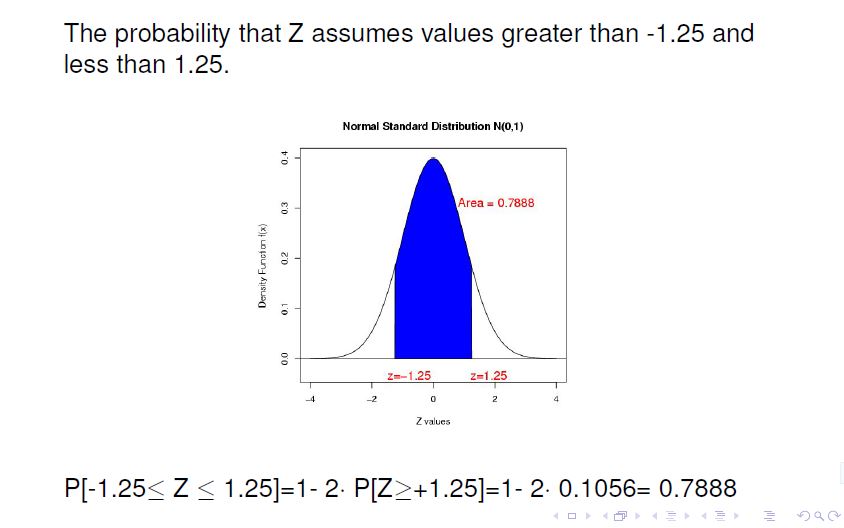 The probability that Z assumes values greater than -1.25 and
less than 1.25.
Normal Standard Distribution N(0,1)
Density Function f(x)
0.4
0.3
0.2
0.1
0.0
Area = 0.7888
z=-1.25 z=1.25
-4 -2 0 2 4
Z values
P[-1.25≤ Z ≤ 1.25]=1- 2· P[Z≥+1.25]=1- 2· 0.1056= 0.7888